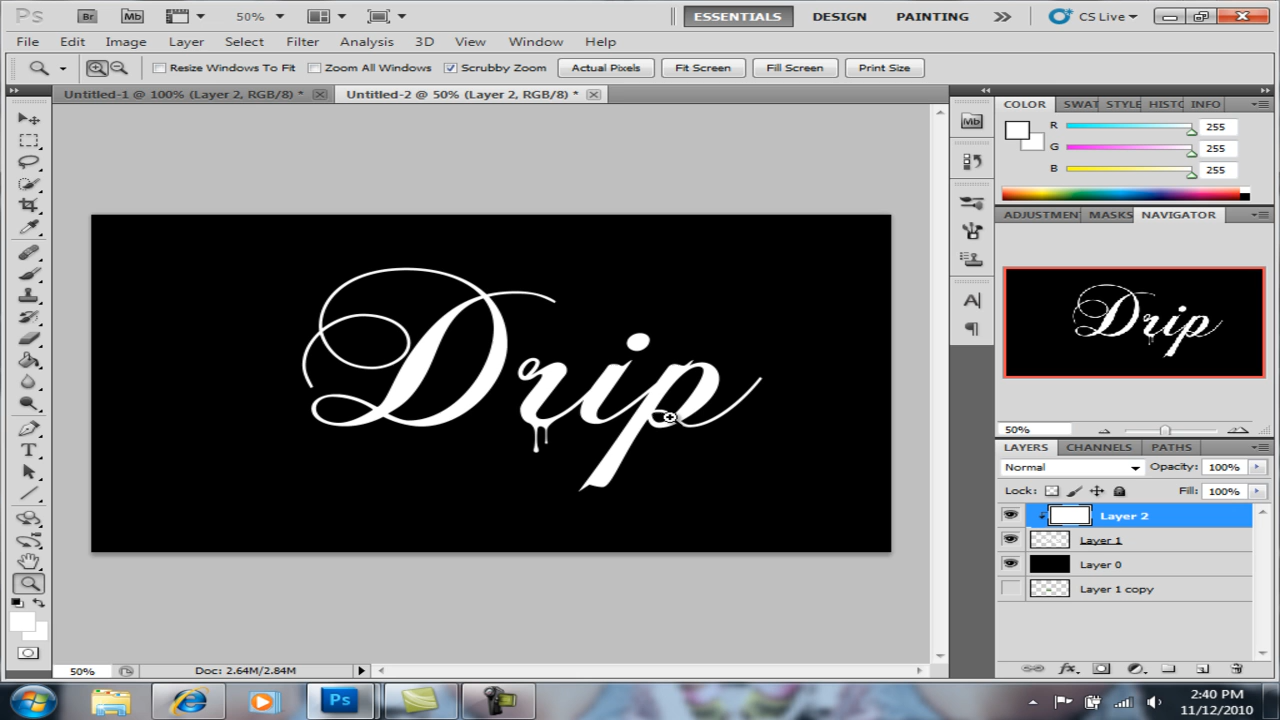 Ps Br Mb 50% ESSENTIALS DESIGN PAINTING CS Live
File Edit Image Layer Select Filter Analysis 3D View Window Help
Resize Windows To Fit Zoom All Windows Scrubby Zoom Actual Pixels Fit Screen Fill Screen Print Size
Untitled-1 @ 100% (Layer 2, RGB/8) * Untitled-2 @ 50% (Layer 2, RGB/8) *
COLOR SWAT STYLE HISTO INFO
Mb
R 255
G 255
B 255
ADJUSTMEN MASKS NAVIGATOR
Drip
Drip
A
50%
LAYERS CHANNELS PATHS
Normal Opacity: 100%
Lock: Fill: 100%
Layer 2
Layer 1
Layer 0
Layer 1 copy
T
50% Doc: 2.64M/2.84M
Ps
2:40 PM
11/12/2010